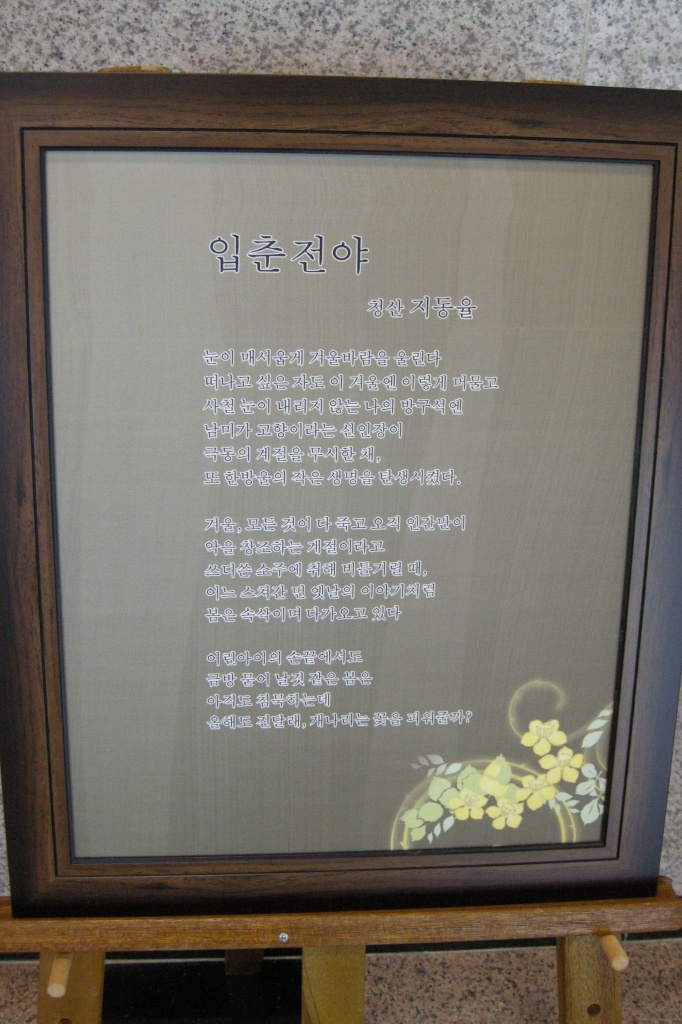 입춘전야
청산 지동율
눈이 매서웁게 겨울바람을 울린다
떠나고 싶은 자도 이 겨울엔 이렇게 머물고
사철 눈이 내리지 않는 나의 방구석엔
남미가 고향이라는 선인장이
극동의 계절을 무시한 채,
또 한방울의 작은 생명을 탄생시켰다.
겨울, 모든 것이 다 죽고 오직 인간만이
악을 창조하는 계절이라고
쓰디쓴 소주에 취해 비틀거릴 때,
어느 스쳐간 먼 옛날의 이야기처럼
봄은 속삭이며 다가오고 있다
어린아이의 손끝에서도
금방 묻어 날것 같은 봄은
아직도 침묵하는데
올해도 진달래, 개나리는 꽃을 피워줄까?